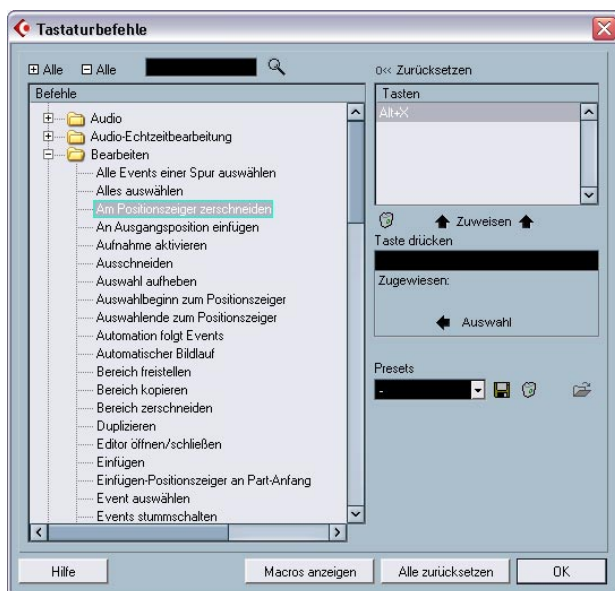 Tastaturbefehle
Alle Alle
0<< Zurücksetzen
Befehle
Audio
Audio-Echtzeitbearbeitung
Bearbeiten
Alle Events einer Spur auswählen
Alles auswählen
Am Positionszeiger zerschneiden
An Ausgangsposition einfügen
Aufnahme aktivieren
Ausschneiden
Auswahl aufheben
Auswahlbeginn zum Positionszeiger
Auswahlende zum Positionszeiger
Automation folgt Events
Automatischer Bildlauf
Bereich freistellen
Bereich kopieren
Bereich zerschneiden
Duplizieren
Editor öffnen/schließen
Einfügen
Einfügen-Positionszeiger an Part-Anfang
Event auswählen
Events stummschalten
Tasten
Alt+X
Zuweisen
Taste drücken
Zugewiesen:
Auswahl
Presets
-
Hilfe
Macros anzeigen
Alle zurücksetzen
OK